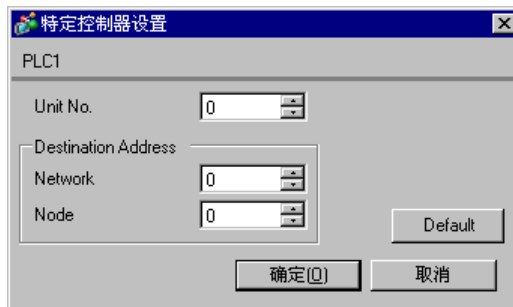 特定控制器设置
PLC1
Unit No. 0
Destination Address
Network 0
Node 0
Default
确定(O) 取消